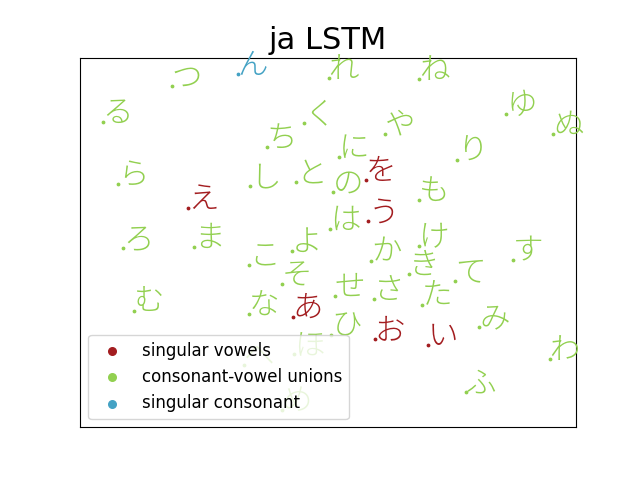 ja LSTM
ん
れ
ね
っ
る
く
ゆ
ぬ
や
ち
に
り
を
ら
し
と
の
も
え
は
う
ろ
ま
よ
け
す
こ
か
そ
き
て
む
な
あ
せ
さ
た
ひ
お
い
み
ほ
わ
ふ
singular vowels
consonant-vowel unions
singular consonant